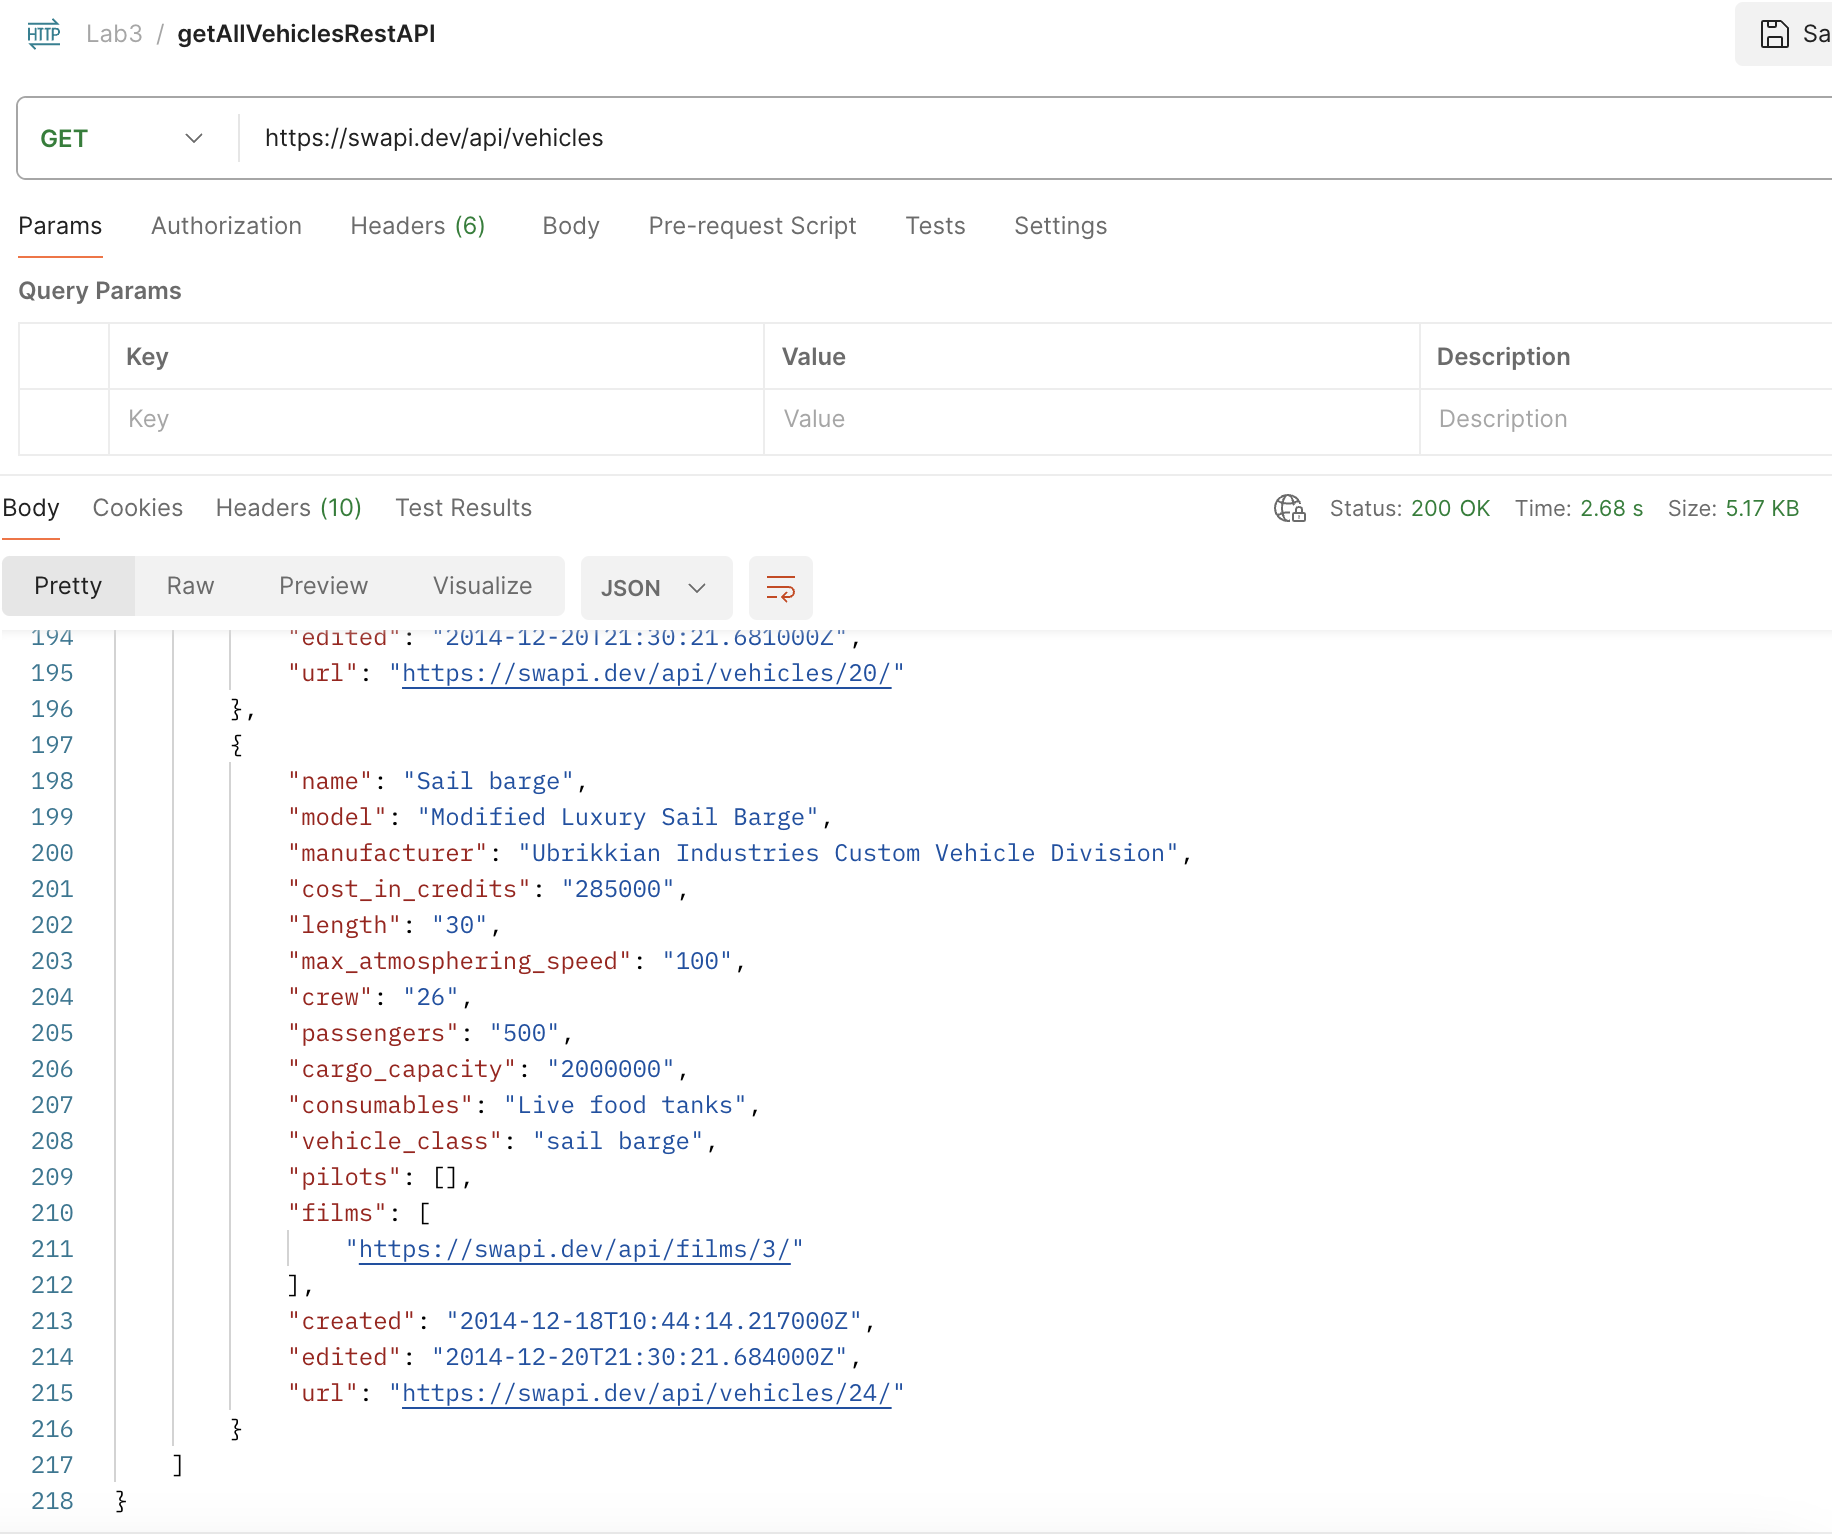 HTTP Lab3 / getAllVehiclesRestAPI Sa
GET https://swapi.dev/api/vehicles
Params Authorization Headers (6) Body Pre-request Script Tests Settings
Query Params
Key Value Description
Key Value Description
Body Cookies Headers (10) Test Results Status: 200 OK Time: 2.68 s Size: 5.17 KB
Pretty Raw Preview Visualize JSON
194 "edited": "2014-12-20T21:30:21.681000Z",
195 "url": "https://swapi.dev/api/vehicles/20/"
196 },
197 {
198 "name": "Sail barge",
199 "model": "Modified Luxury Sail Barge",
200 "manufacturer": "Ubrikkian Industries Custom Vehicle Division",
201 "cost_in_credits": "285000",
202 "length": "30",
203 "max_atmosphering_speed": "100",
204 "crew": "26",
205 "passengers": "500",
206 "cargo_capacity": "2000000",
207 "consumables": "Live food tanks",
208 "vehicle_class": "sail barge",
209 "pilots": [],
210 "films": [
211 "https://swapi.dev/api/films/3/"
212 ],
213 "created": "2014-12-18T10:44:14.217000Z",
214 "edited": "2014-12-20T21:30:21.684000Z",
215 "url": "https://swapi.dev/api/vehicles/24/"
216 }
217 ]
218 }